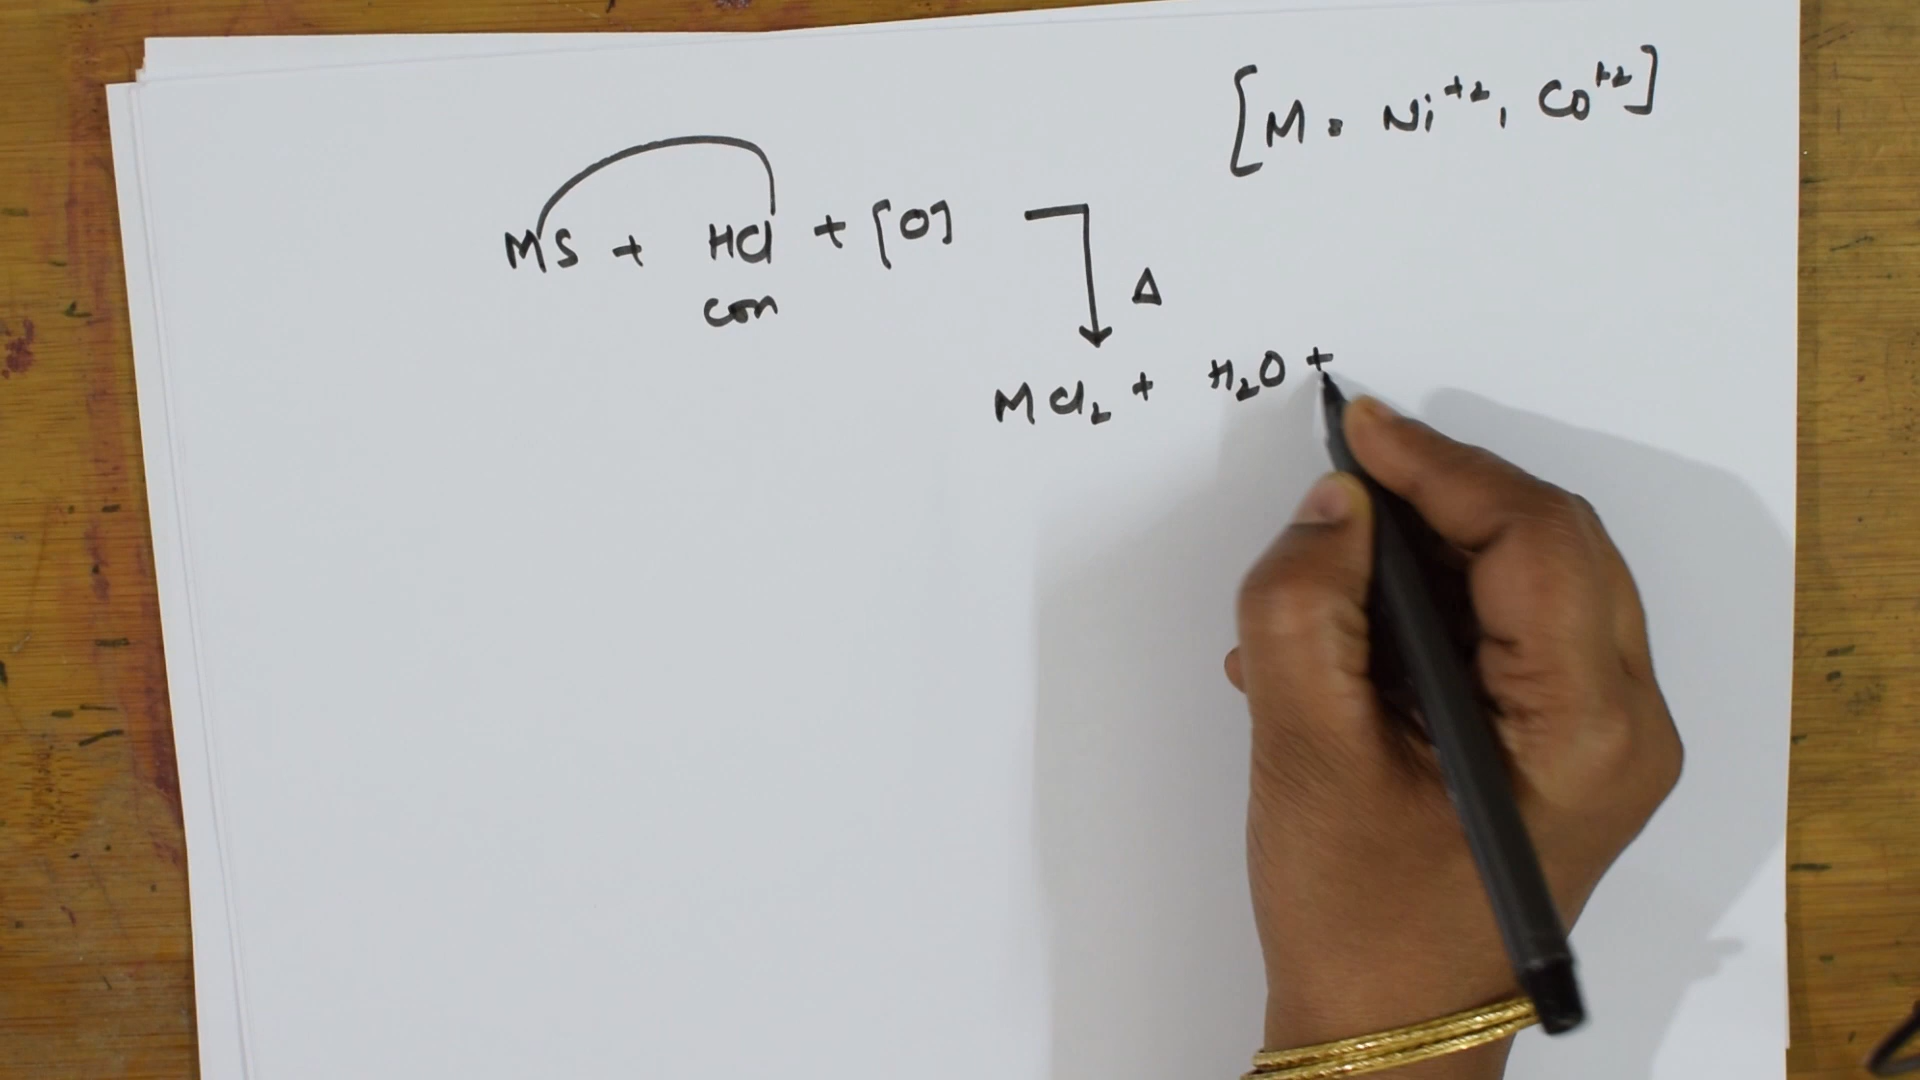 [M = Ni⁺², Co⁺²]
MS + HCl + [O]
con
Δ
MCl₂ + H₂O +